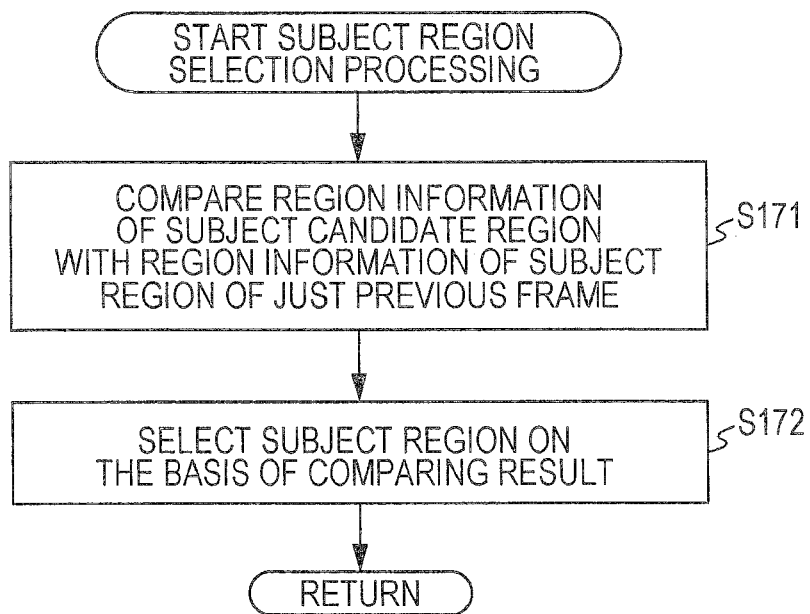 START SUBJECT REGION
SELECTION PROCESSING
COMPARE REGION INFORMATION
OF SUBJECT CANDIDATE REGION
WITH REGION INFORMATION OF SUBJECT
REGION OF JUST PREVIOUS FRAME
S171
SELECT SUBJECT REGION ON
THE BASIS OF COMPARING RESULT
S172
RETURN